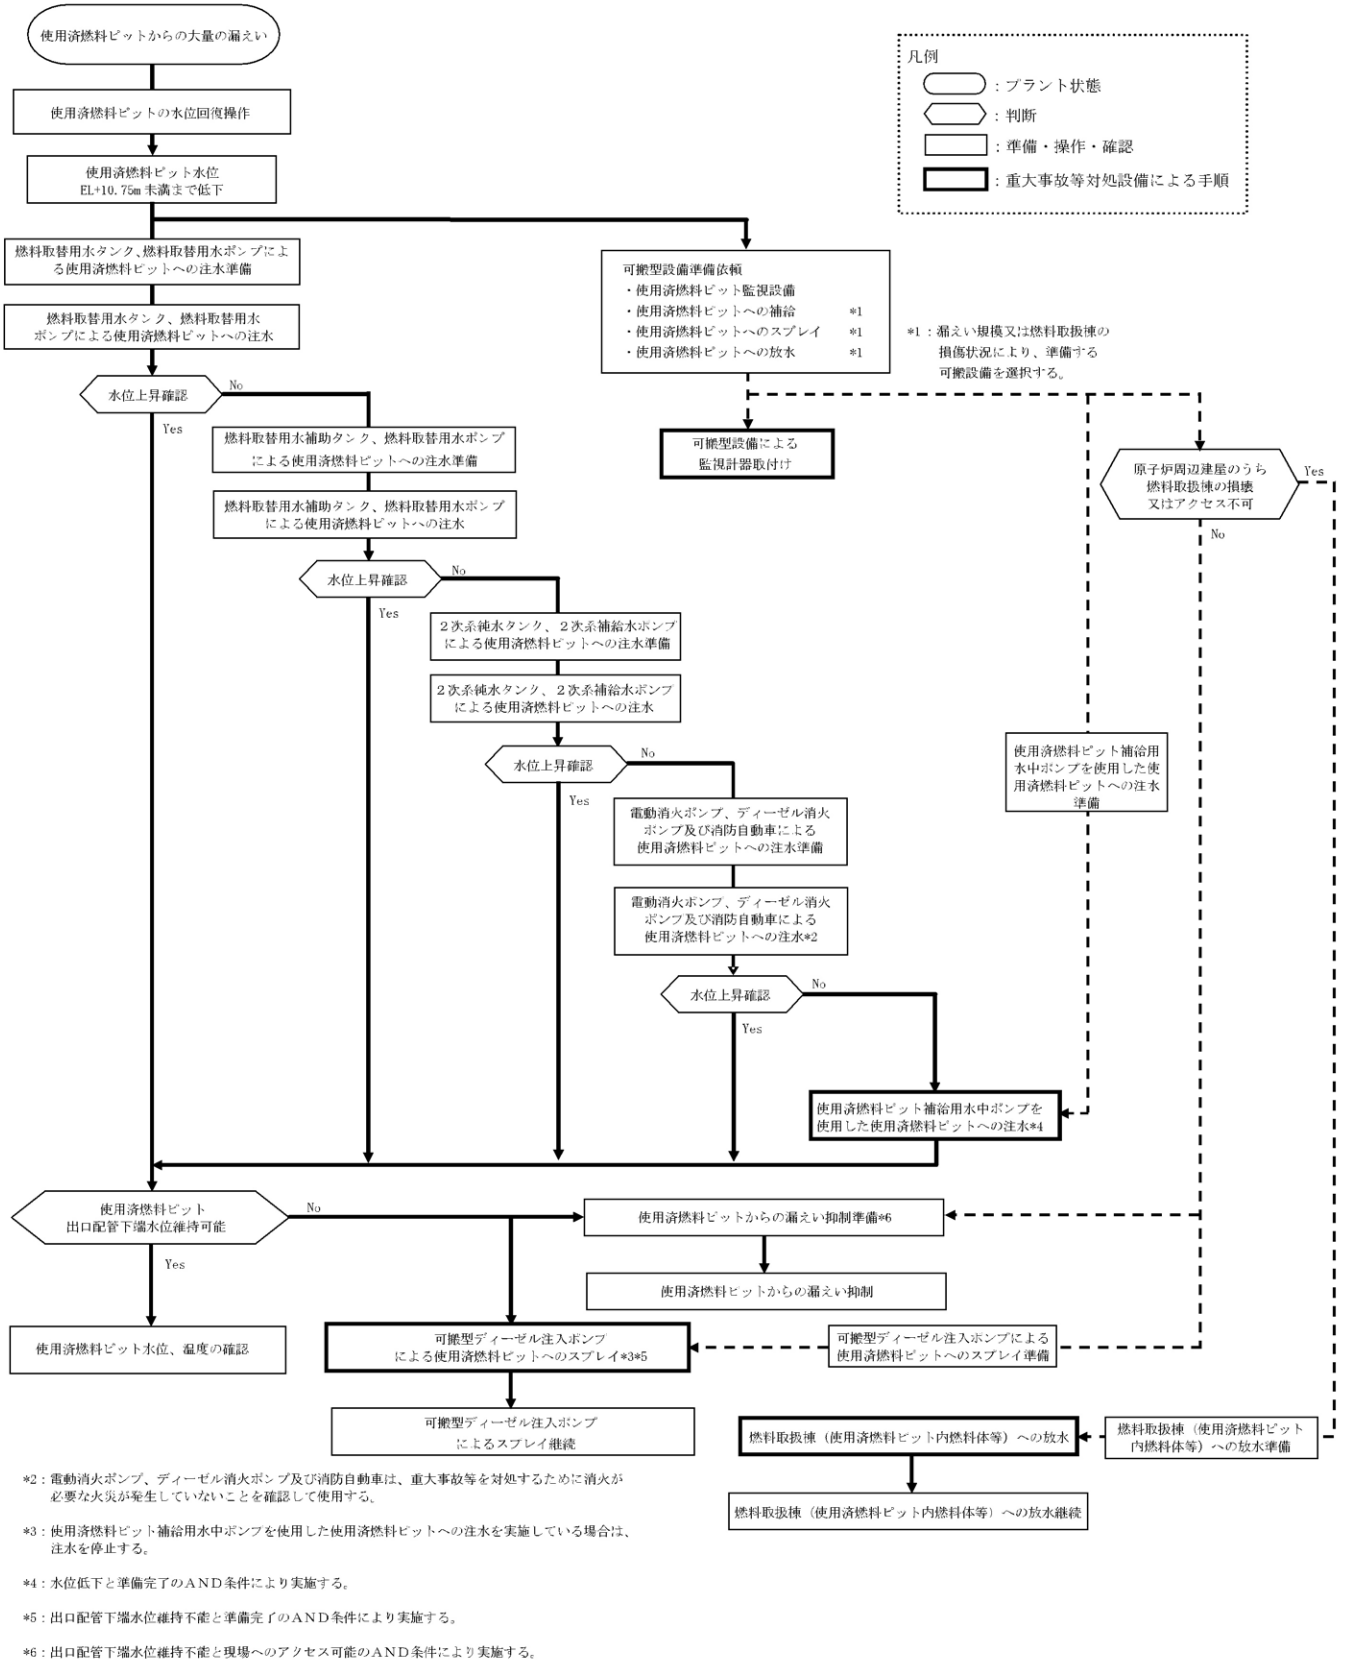 使用済燃料ピットからの大量の漏えい
使用済燃料ピットの水位回復操作
使用済燃料ピット水位
EL+10.75m 未満まで低下
凡例
：プラント状態
：判断
：準備・操作・確認
：重大事故等対処設備による手順
燃料取替用水タンク、燃料取替用水ポンプによ
る使用済燃料ピットへの注水準備
燃料取替用水タンク、燃料取替用水
ポンプによる使用済燃料ピットへの注水
可搬型設備準備依頼
・使用済燃料ピット監視設備
・使用済燃料ピットへの補給 *1
・使用済燃料ピットへのスプレイ *1
・使用済燃料ピットへの放水 *1
*1：漏えい規模又は燃料取扱棟の
損傷状況により、準備する
可搬設備を選択する。
水位上昇確認
No
Yes
燃料取替用水補助タンク、燃料取替用水ポンプ
による使用済燃料ピットへの注水準備
燃料取替用水補助タンク、燃料取替用水ポンプ
による使用済燃料ピットへの注水
可搬型設備による
監視計器取付け
原子炉周辺建屋のうち
燃料取扱棟の損壊
又はアクセス不可
Yes
No
水位上昇確認
No
Yes
２次系純水タンク、２次系補給水ポンプ
による使用済燃料ピットへの注水準備
２次系純水タンク、２次系補給水ポンプ
による使用済燃料ピットへの注水
水位上昇確認
No
Yes
使用済燃料ピット補給用
水中ポンプを使用した使
用済燃料ピットへの注水
準備
電動消火ポンプ、ディーゼル消火
ポンプ及び消防自動車による
使用済燃料ピットへの注水準備
電動消火ポンプ、ディーゼル消火
ポンプ及び消防自動車による
使用済燃料ピットへの注水*2
水位上昇確認
No
Yes
使用済燃料ピット補給用水中ポンプを
使用した使用済燃料ピットへの注水*4
使用済燃料ピット
出口配管下端水位維持可能
No
Yes
使用済燃料ピットからの漏えい抑制準備*6
使用済燃料ピットからの漏えい抑制
使用済燃料ピット水位、温度の確認
可搬型ディーゼル注入ポンプ
による使用済燃料ピットへのスプレイ*3*5
可搬型ディーゼル注入ポンプによる
使用済燃料ピットへのスプレイ準備
可搬型ディーゼル注入ポンプ
によるスプレイ継続
燃料取扱棟（使用済燃料ピット内燃料体等）への放水
燃料取扱棟（使用済燃料ピット
内燃料体等）への放水準備
燃料取扱棟（使用済燃料ピット内燃料体等）への放水継続
*2：電動消火ポンプ、ディーゼル消火ポンプ及び消防自動車は、重大事故等を対処するために消火が
必要な火災が発生していないことを確認して使用する。
*3：使用済燃料ピット補給用水中ポンプを使用した使用済燃料ピットへの注水を実施している場合は、
注水を停止する。
*4：水位低下と準備完了のＡＮＤ条件により実施する。
*5：出口配管下端水位維持不能と準備完了のＡＮＤ条件により実施する。
*6：出口配管下端水位維持不能と現場へのアクセス可能のＡＮＤ条件により実施する。